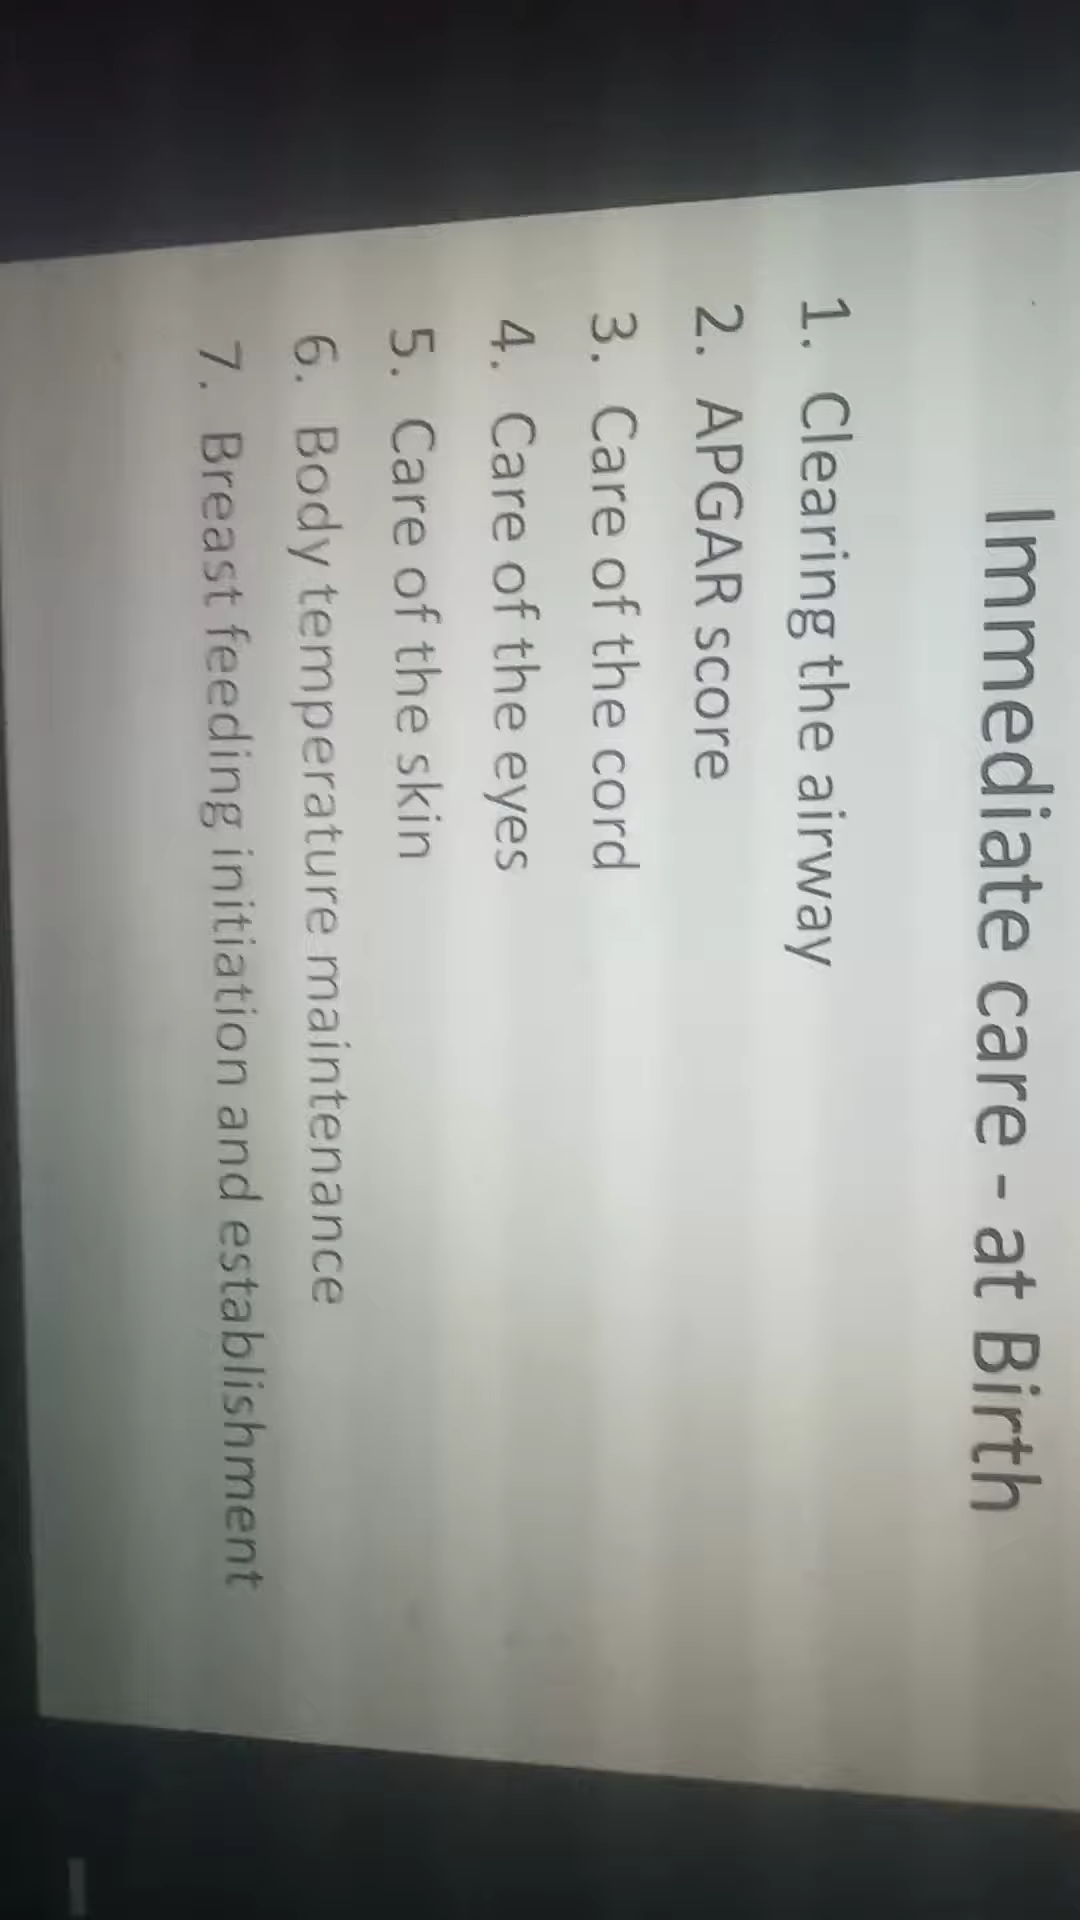 Immediate care - at Birth
1. Clearing the airway
2. APGAR score
3. Care of the cord
4. Care of the eyes
5. Care of the skin
6. Body temperature maintenance
7. Breast feeding initiation and establishment